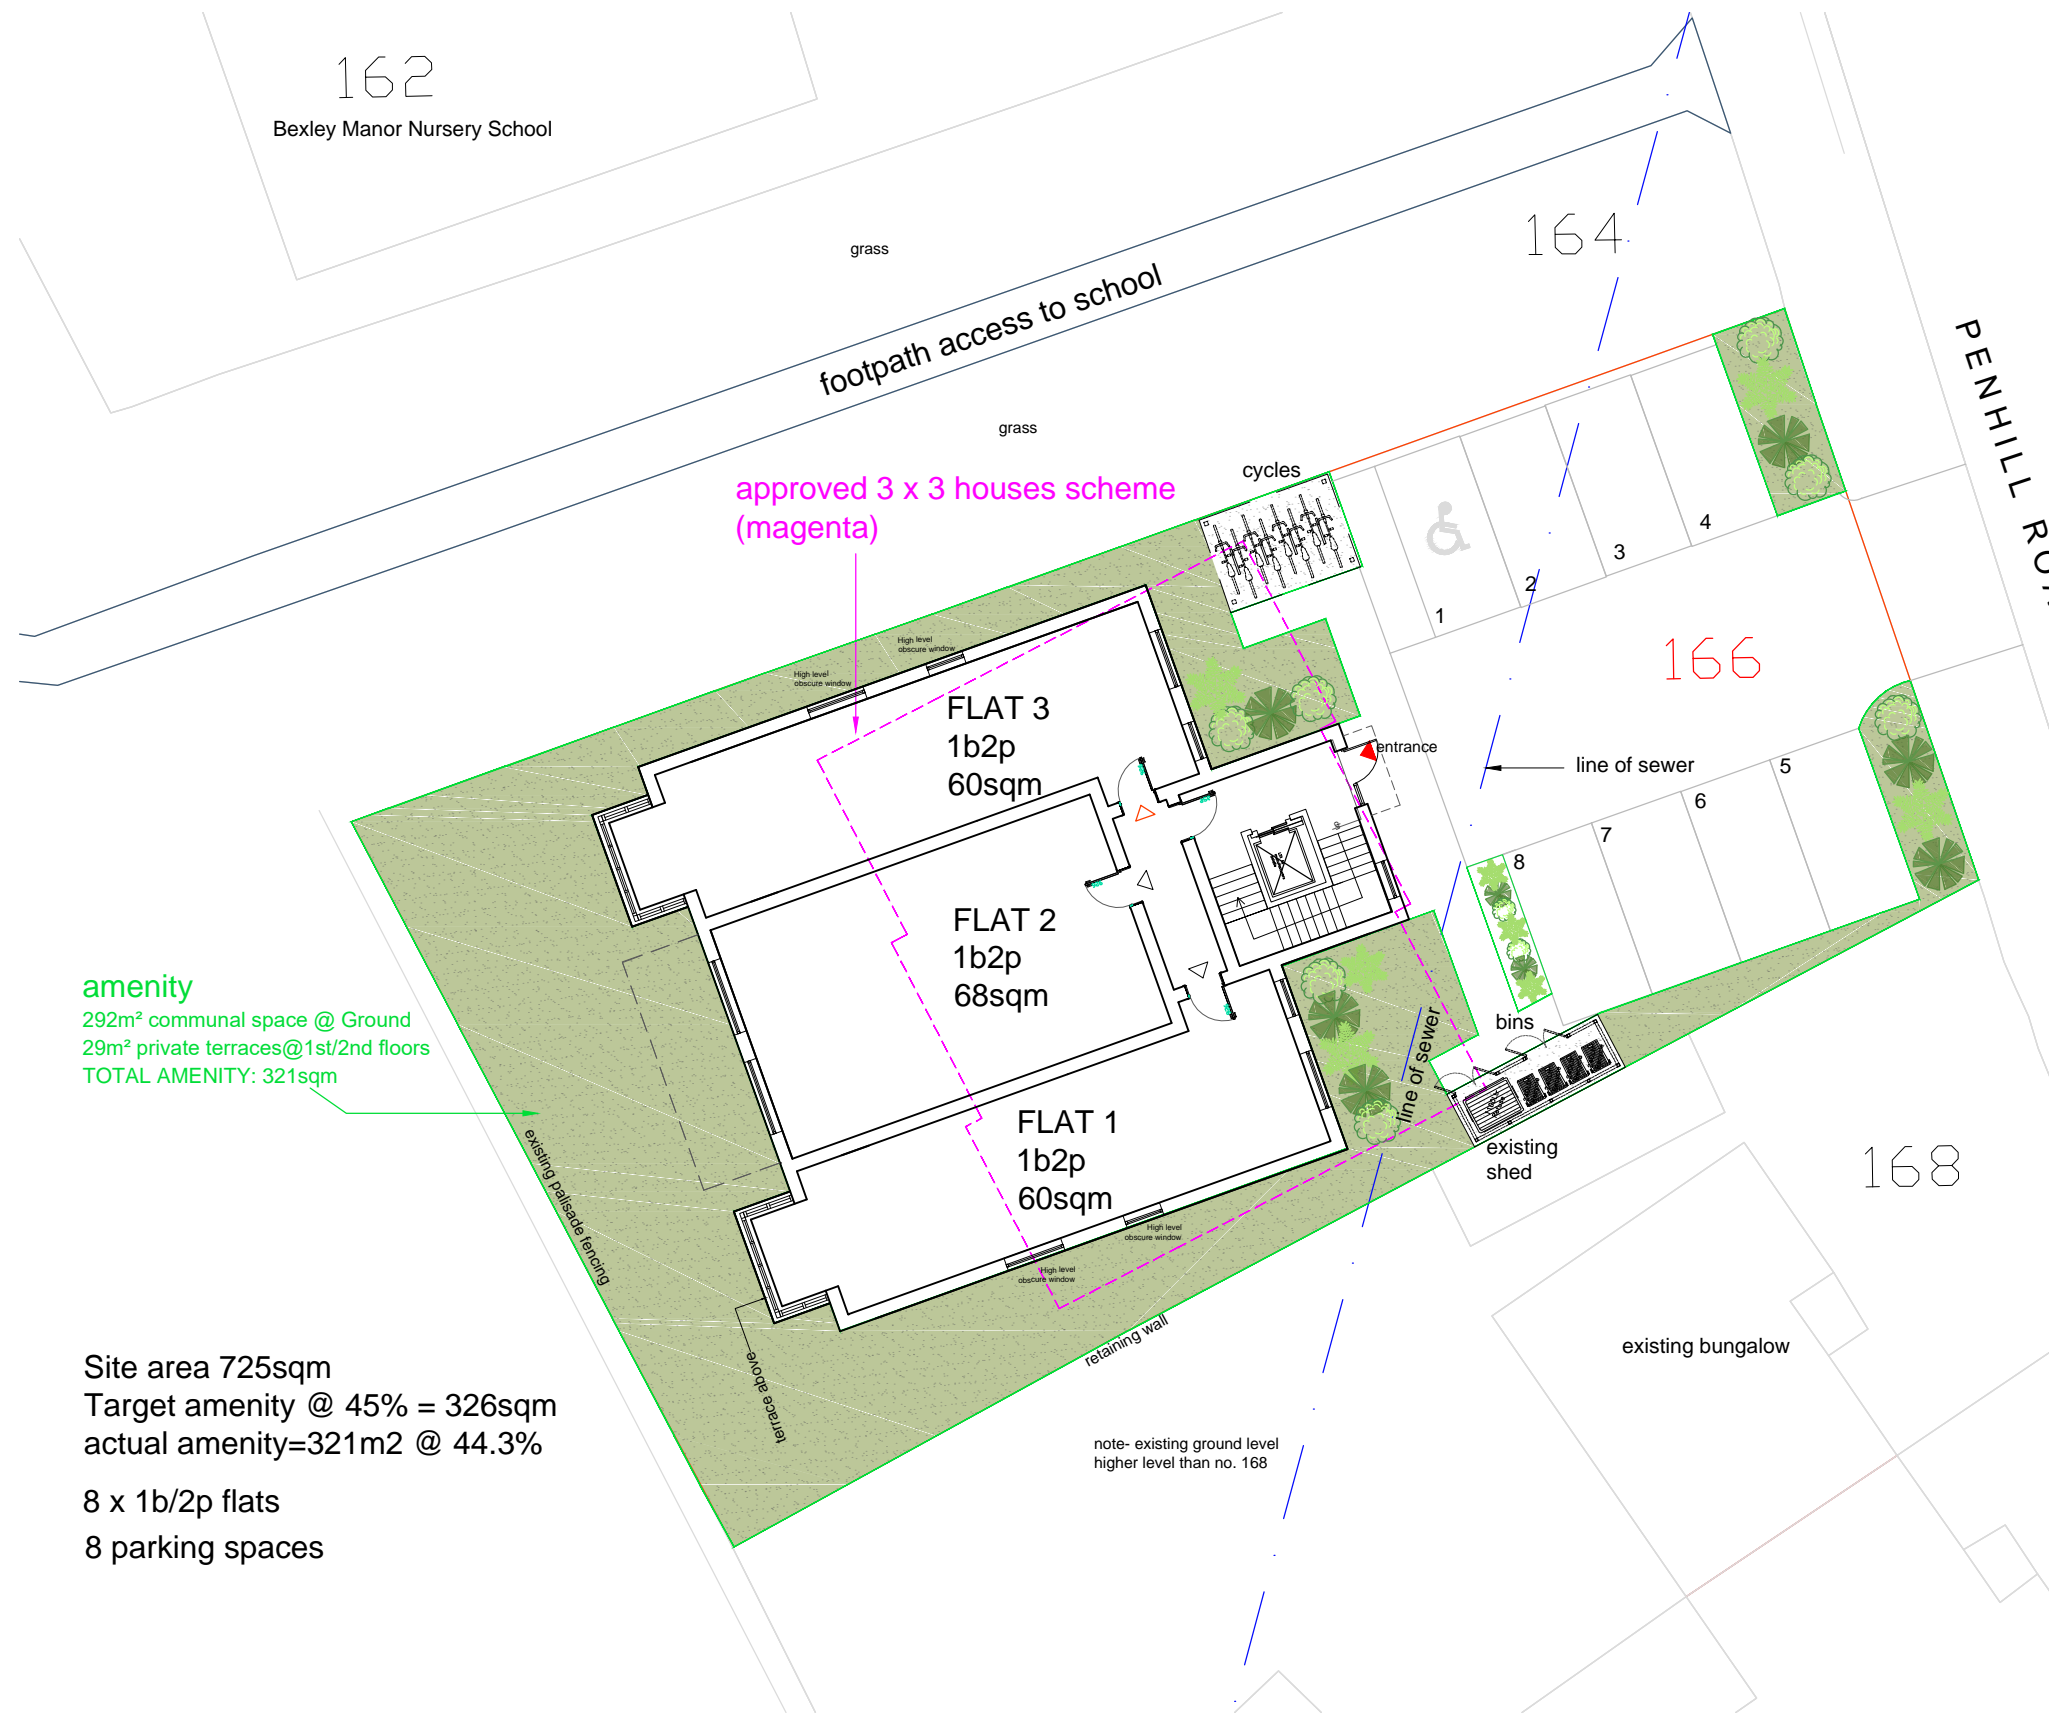 162
Bexley Manor Nursery School
grass
footpath access to school
164
PENHILL
grass
cycles
approved 3 x 3 houses scheme
(magenta)
4
3
2
1
166
High level
obscure window
High level
obscure window
FLAT 3
1b2p
60sqm
entrance
line of sewer
5
6
7
8
FLAT 2
1b2p
68sqm
amenity
292m² communal space @ Ground
29m² private terraces@1st/2nd floors
TOTAL AMENITY: 321sqm
existing palisade fencing
line of sewer
bins
FLAT 1
1b2p
60sqm
existing
shed
168
High level
obscure window
High level
obscure window
retaining wall
terrace above
existing bungalow
Site area 725sqm
Target amenity @ 45% = 326sqm
actual amenity=321m2 @ 44.3%
8 x 1b/2p flats
8 parking spaces
note- existing ground level
higher level than no. 168